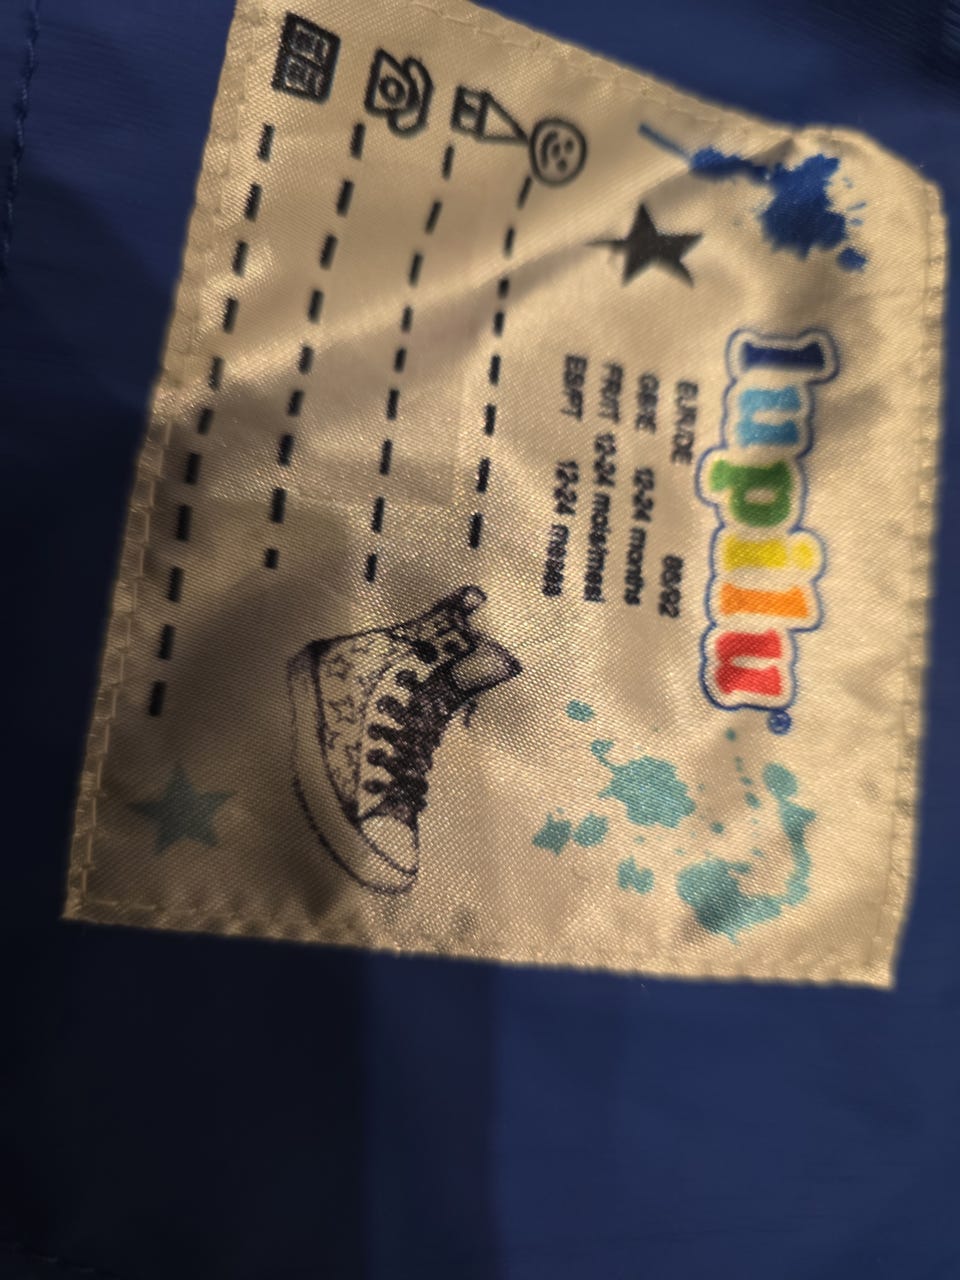 lupilu®
EU/DE 86/92
GB/IE 12-24 months
FR/IT 12-24 mois/mesi
ES/PT 12-24 meses